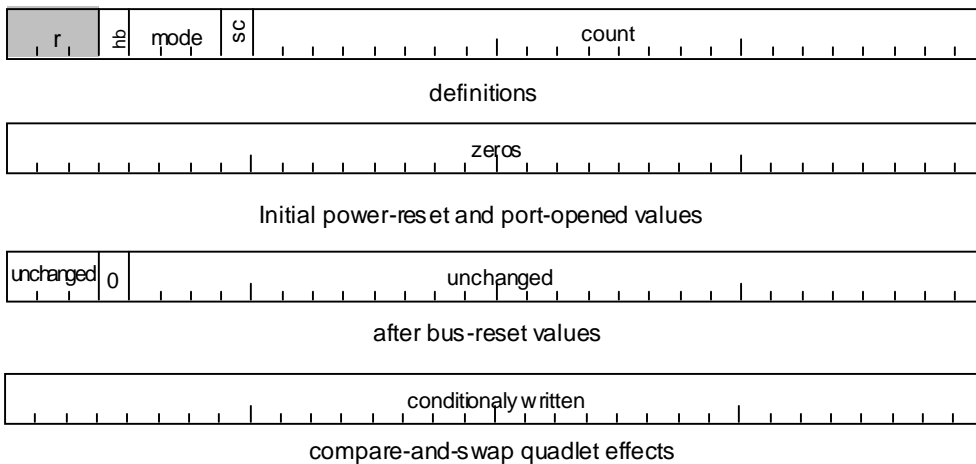 r hb mode sc count
definitions
zeros
Initial power-reset and port-opened values
unchanged 0 unchanged
after bus-reset values
conditionaly written
compare-and-swap quadlet effects